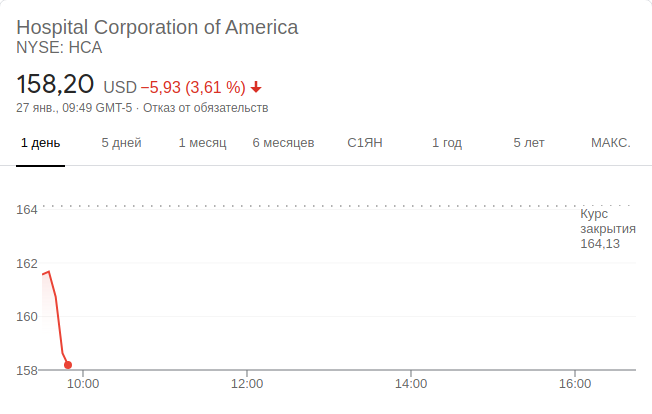 Hospital Corporation of America
NYSE: HCA
158,20 USD −5,93 (3,61 %)
27 янв., 09:49 GMT-5 · Отказ от обязательств
1 день 5 дней 1 месяц 6 месяцев С1ЯН 1 год 5 лет МАКС.
164
Курс
закрытия
164,13
162
160
158
10:00 12:00 14:00 16:00